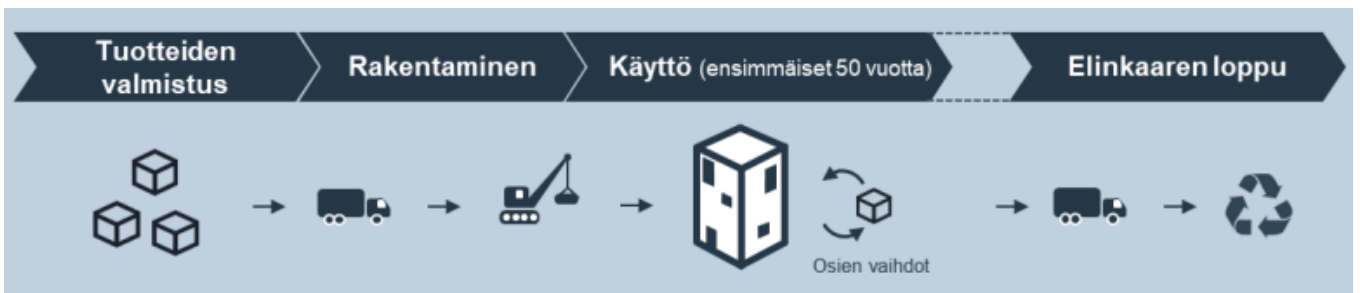 Tuotteiden
valmistus
Rakentaminen
Käyttö (ensimmäiset 50 vuotta)
Elinkaaren loppu
Osien vaihdot